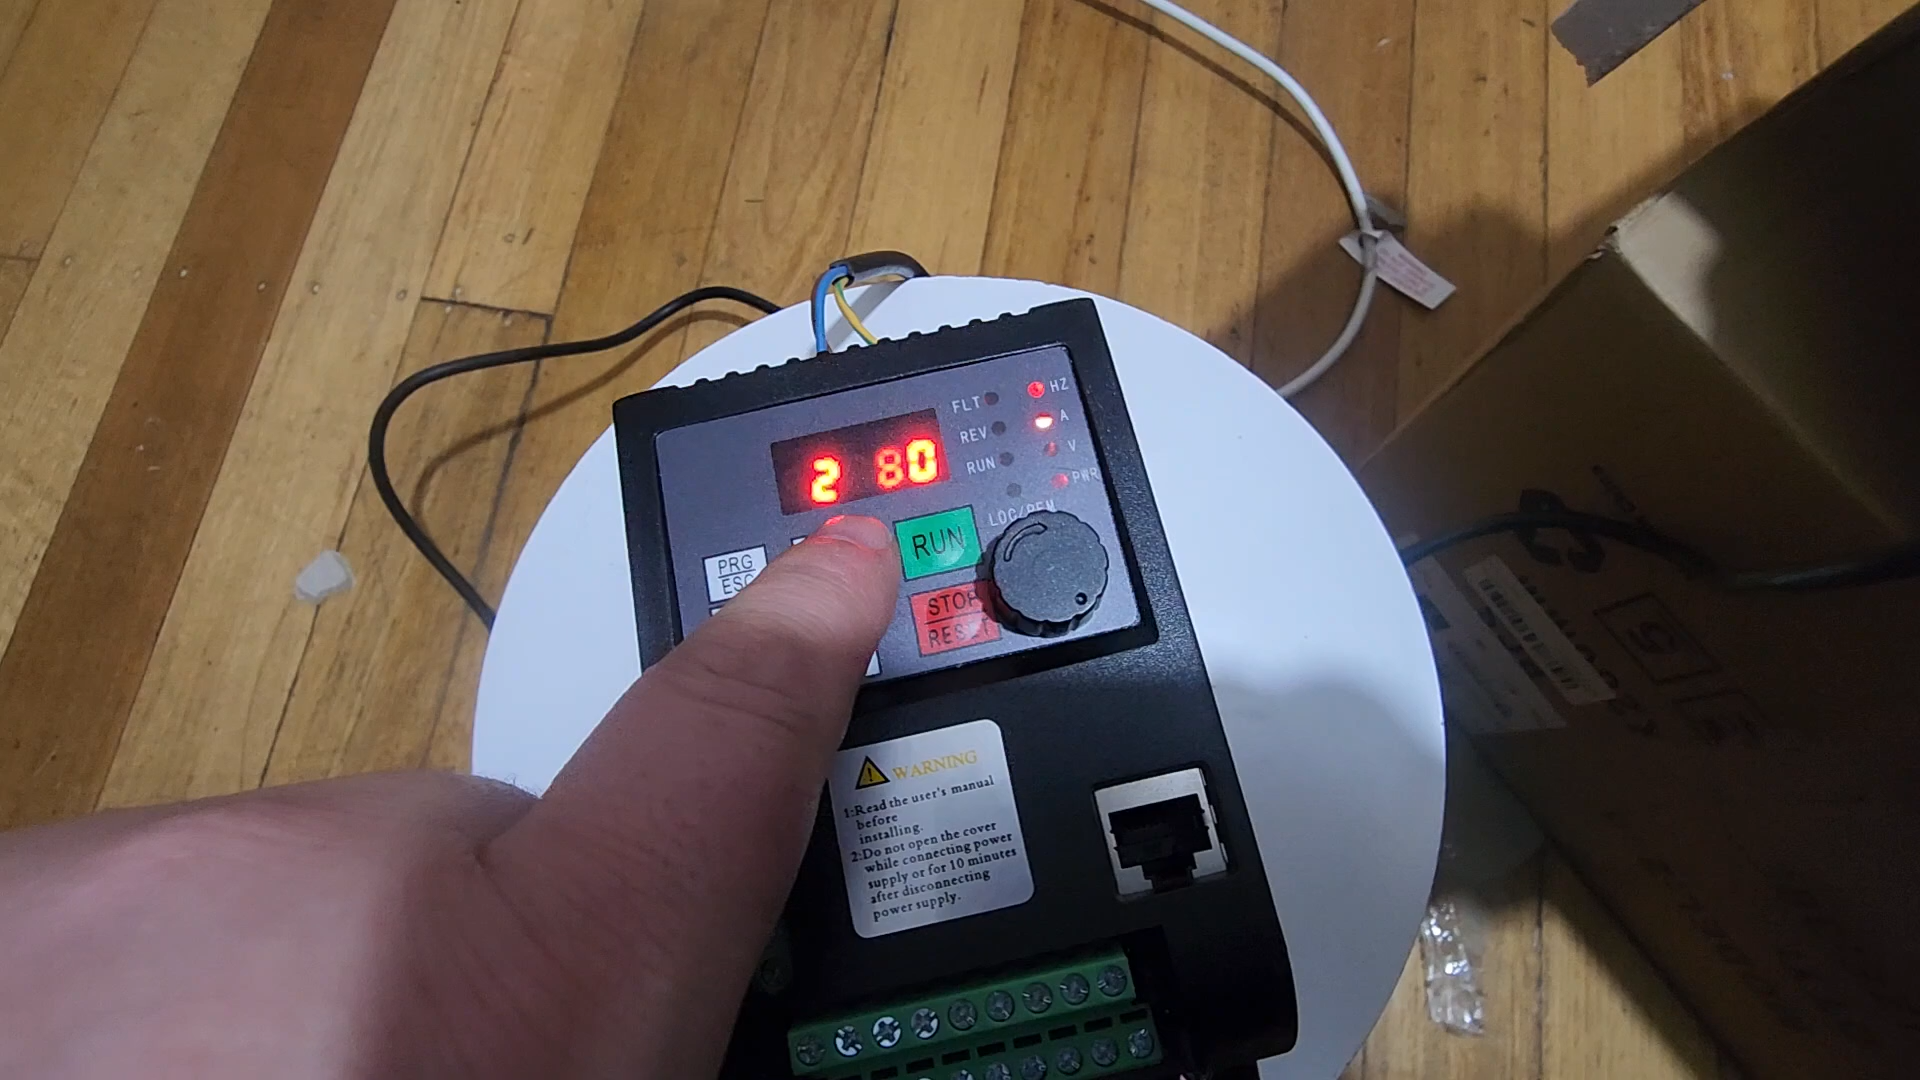 FLT
HZ
REV
A
RUN
V
PWR
LOC/REM
2 80
PRG
ESC
RUN
STOP
RESET
WARNING
1:Read the user's manual
before
installing.
2:Do not open the cover
while connecting power
supply or for 10 minutes
after disconnecting
power supply.